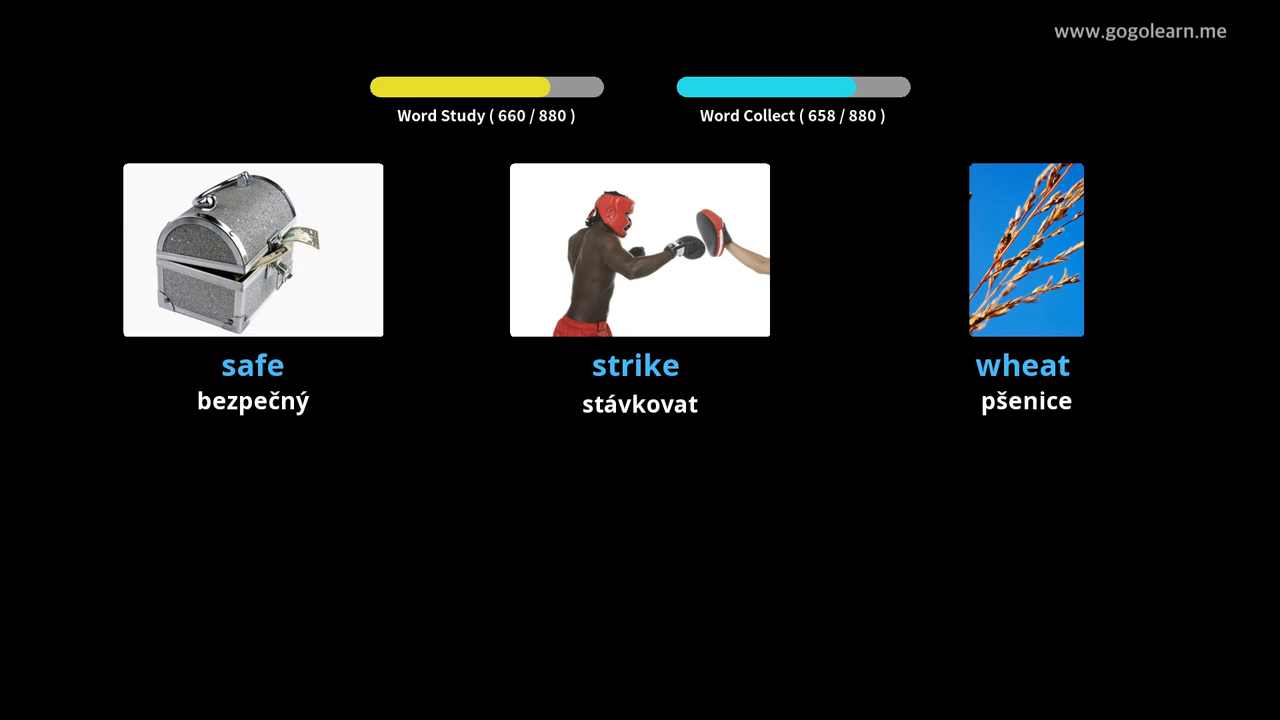 www.gogolearn.me
Word Study ( 660 / 880 )
Word Collect ( 658 / 880 )
safe
bezpečný
strike
stávkovat
wheat
pšenice